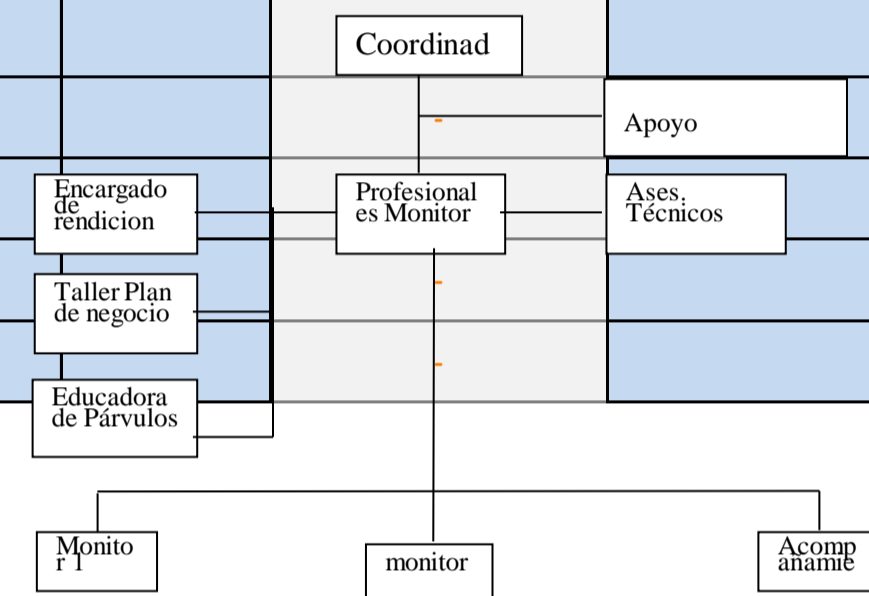 Coordinad
Apoyo
Encargado
de
rendicion
Profesional
es Monitor
Ases.
Técnicos
Taller Plan
de negocio
Educadora
de Párvulos
Monito
r 1
monitor
Acomp
añamie